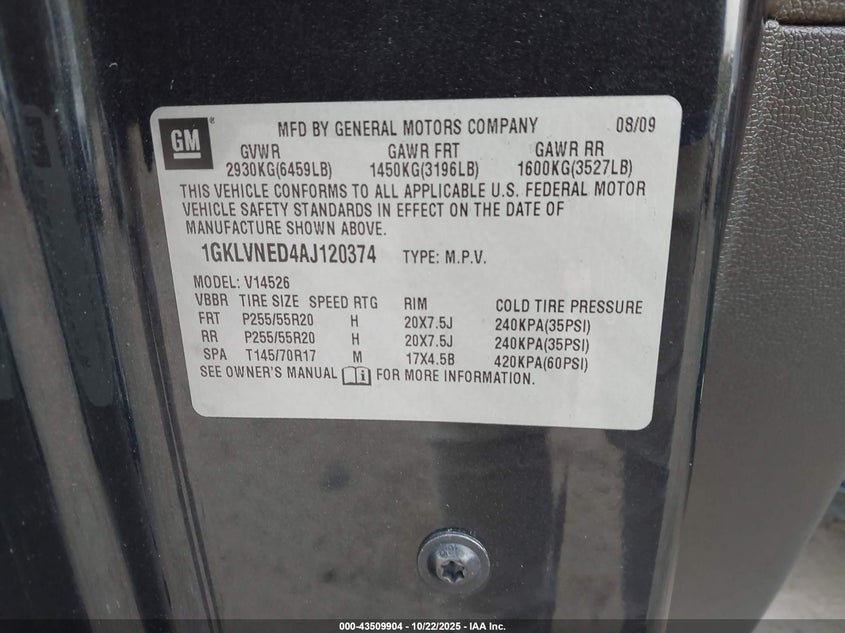 GM ® MFD BY GENERAL MOTORS COMPANY 08/09
GVWR GAWR FRT GAWR RR
2930KG(6459LB) 1450KG(3196LB) 1600KG(3527LB)
THIS VEHICLE CONFORMS TO ALL APPLICABLE U.S. FEDERAL MOTOR
VEHICLE SAFETY STANDARDS IN EFFECT ON THE DATE OF
MANUFACTURE SHOWN ABOVE.
1GKLVNED4AJ120374 TYPE: M.P.V.
MODEL: V14526
VBBR TIRE SIZE SPEED RTG RIM COLD TIRE PRESSURE
FRT P255/55R20 H 20X7.5J 240KPA(35PSI)
RR P255/55R20 H 20X7.5J 240KPA(35PSI)
SPA T145/70R17 M 17X4.5B 420KPA(60PSI)
SEE OWNER'S MANUAL FOR MORE INFORMATION.
000-43509904 - 10/22/2025 - IAA Inc.